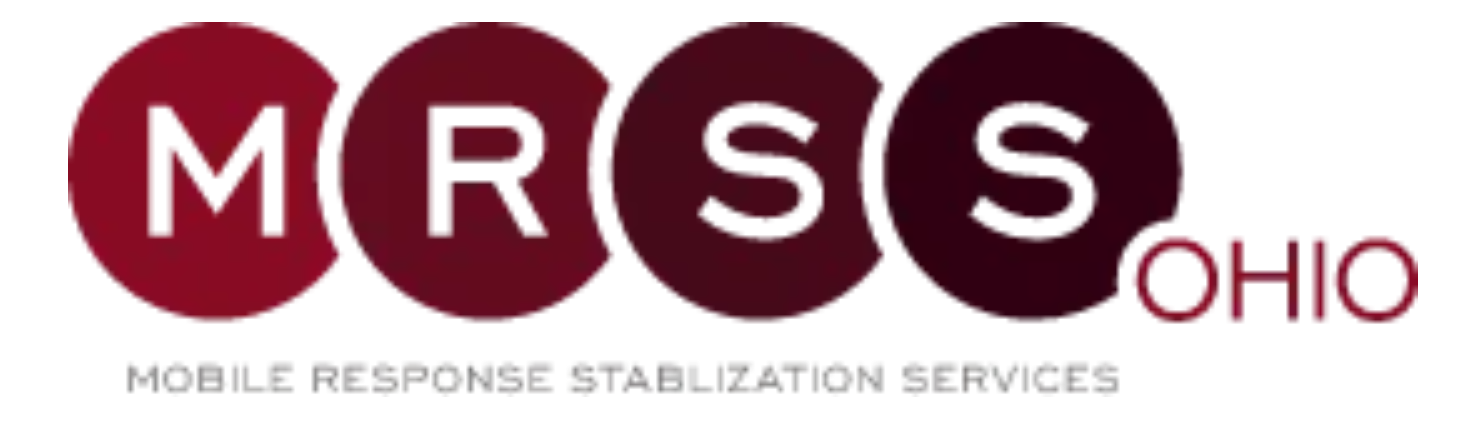 MRSS
OHIO
MOBILE RESPONSE STABLIZATION SERVICES